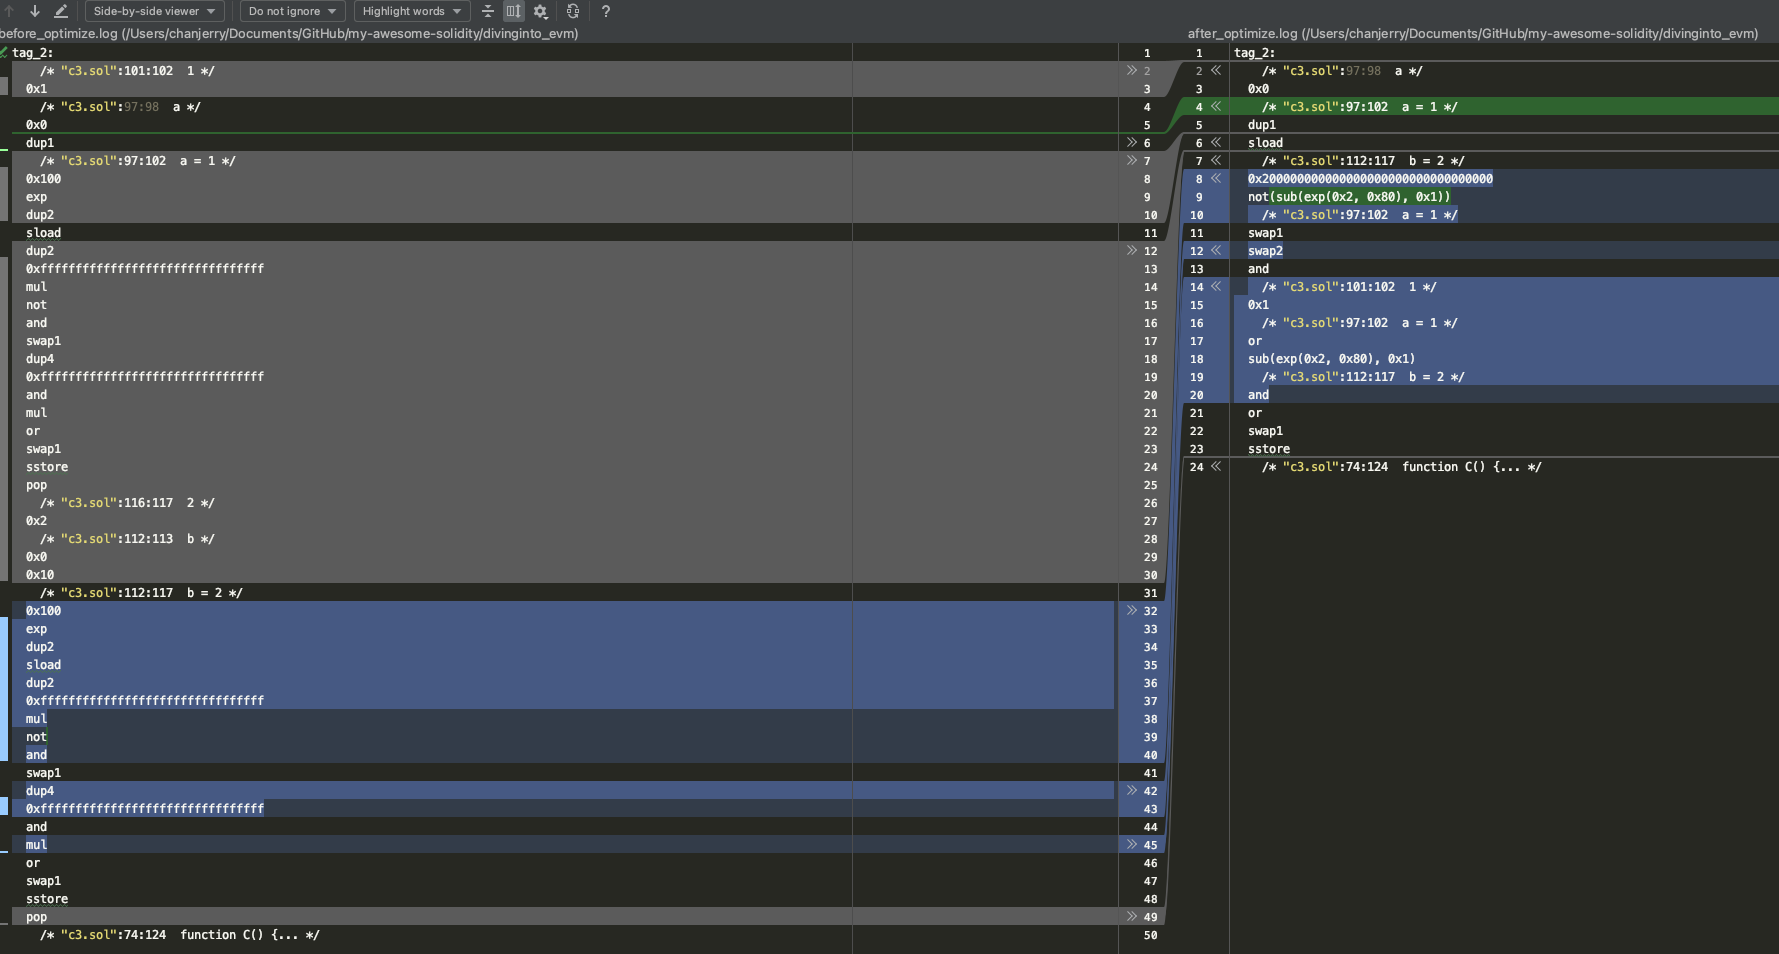 Side-by-side viewer Do not ignore Highlight words ?
before_optimize.log (/Users/chanjerry/Documents/GitHub/my-awesome-solidity/divinginto_evm)
after_optimize.log (/Users/chanjerry/Documents/GitHub/my-awesome-solidity/divinginto_evm)
tag_2: 1
/* "c3.sol":101:102 1 */ 2
0x1 3
/* "c3.sol":97:98 a */ 4
0x0 5
dup1 6
/* "c3.sol":97:102 a = 1 */ 7
0x100 8
exp 9
dup2 10
sload 11
dup2 12
0xffffffffffffffffffffffffffffffff 13
mul 14
not 15
and 16
swap1 17
dup4 18
0xffffffffffffffffffffffffffffffff 19
and 20
mul 21
or 22
swap1 23
sstore 24
pop 25
/* "c3.sol":116:117 2 */ 26
0x2 27
/* "c3.sol":112:113 b */ 28
0x0 29
0x10 30
/* "c3.sol":112:117 b = 2 */ 31
0x100 32
exp 33
dup2 34
sload 35
dup2 36
0xffffffffffffffffffffffffffffffff 37
mul 38
not 39
and 40
swap1 41
dup4 42
0xffffffffffffffffffffffffffffffff 43
and 44
mul 45
or 46
swap1 47
sstore 48
pop 49
/* "c3.sol":74:124 function C() {... */ 50
1 tag_2:
2 /* "c3.sol":97:98 a */
3 0x0
4 /* "c3.sol":97:102 a = 1 */
5 dup1
6 sload
7 /* "c3.sol":112:117 b = 2 */
8 0x200000000000000000000000000000000
9 not(sub(exp(0x2, 0x80), 0x1))
10 /* "c3.sol":97:102 a = 1 */
11 swap1
12 swap2
13 and
14 /* "c3.sol":101:102 1 */
15 0x1
16 /* "c3.sol":97:102 a = 1 */
17 or
18 sub(exp(0x2, 0x80), 0x1)
19 /* "c3.sol":112:117 b = 2 */
20 and
21 or
22 swap1
23 sstore
24 /* "c3.sol":74:124 function C() {... */